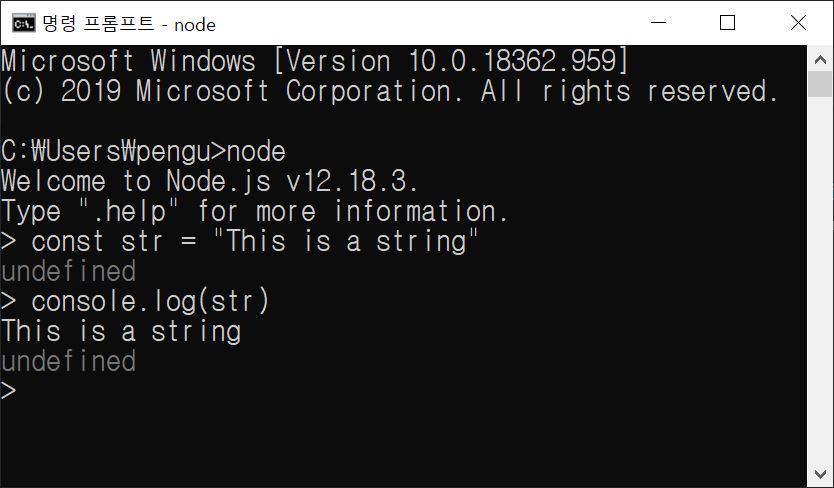 명령 프롬프트 - node
Microsoft Windows [Version 10.0.18362.959]
(c) 2019 Microsoft Corporation. All rights reserved.
C:₩Users₩pengu>node
Welcome to Node.js v12.18.3.
Type ".help" for more information.
> const str = "This is a string"
undefined
> console.log(str)
This is a string
undefined
>